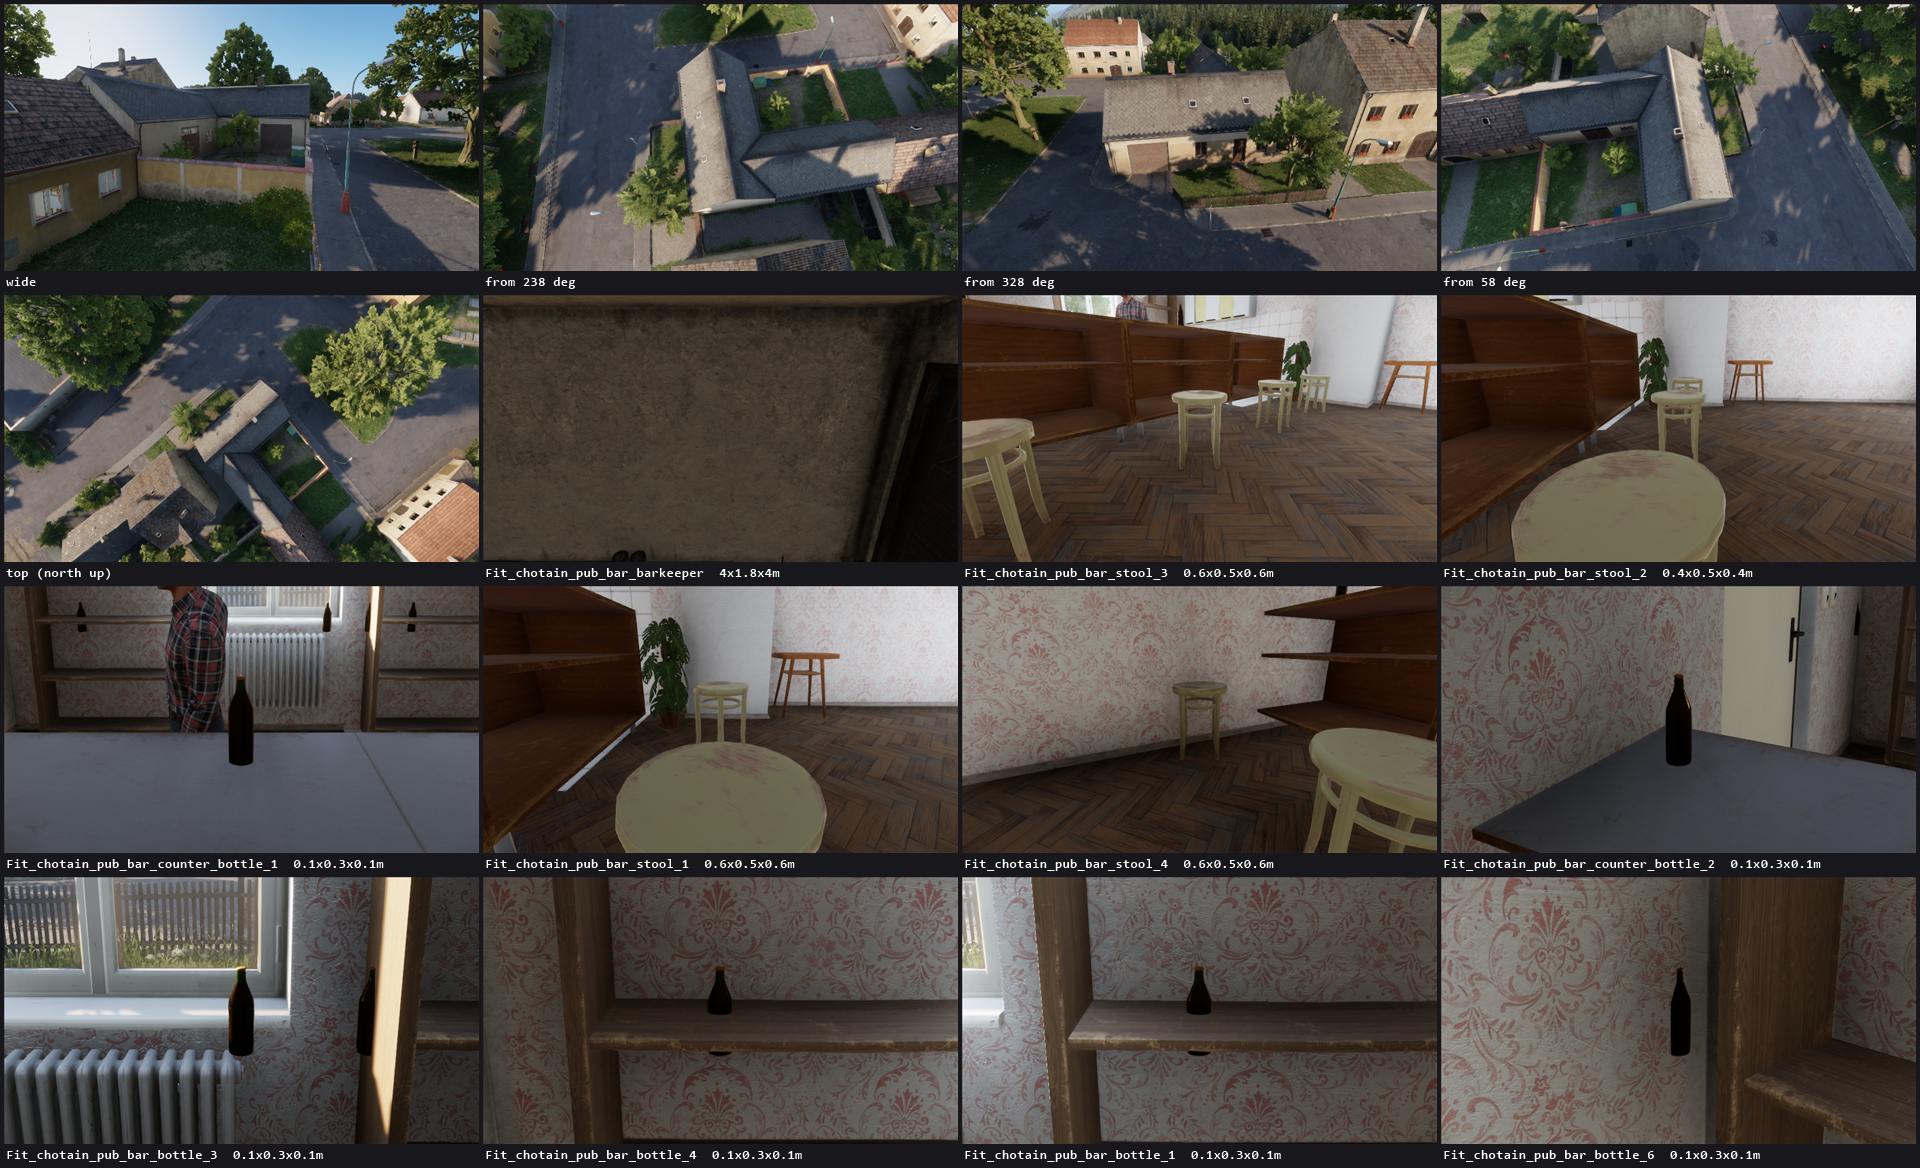 wide
from 238 deg
from 328 deg
from 58 deg
top (north up)
Fit_chotain_pub_bar_barkeeper 4x1.8x4m
Fit_chotain_pub_bar_stool_3 0.6x0.5x0.6m
Fit_chotain_pub_bar_stool_2 0.4x0.5x0.4m
Fit_chotain_pub_bar_counter_bottle_1 0.1x0.3x0.1m
Fit_chotain_pub_bar_stool_1 0.6x0.5x0.6m
Fit_chotain_pub_bar_stool_4 0.6x0.5x0.6m
Fit_chotain_pub_bar_counter_bottle_2 0.1x0.3x0.1m
Fit_chotain_pub_bar_bottle_3 0.1x0.3x0.1m
Fit_chotain_pub_bar_bottle_4 0.1x0.3x0.1m
Fit_chotain_pub_bar_bottle_1 0.1x0.3x0.1m
Fit_chotain_pub_bar_bottle_6 0.1x0.3x0.1m